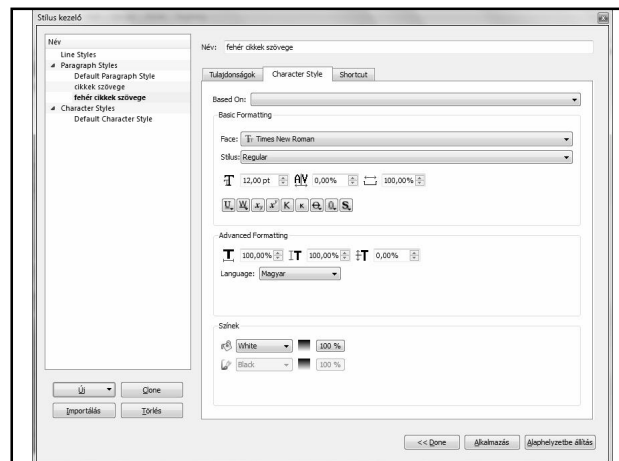 Stílus kezelő
Név
Line Styles
Paragraph Styles
Default Paragraph Style
cikkek szövege
fehér cikkek szövege
Character Styles
Default Character Style
Új
Clone
Importálás
Törlés
Név: fehér cikkek szövege
Tulajdonságok Character Style Shortcut
Based On:
Basic Formatting
Face: Times New Roman
Stílus: Regular
12,00 pt 0,00% 100,00%
Advanced Formatting
100,00% 100,00% 0,00%
Language: Magyar
Színek
White 100 %
Black 100 %
<< Done Alkalmazás Alaphelyzetbe állítás